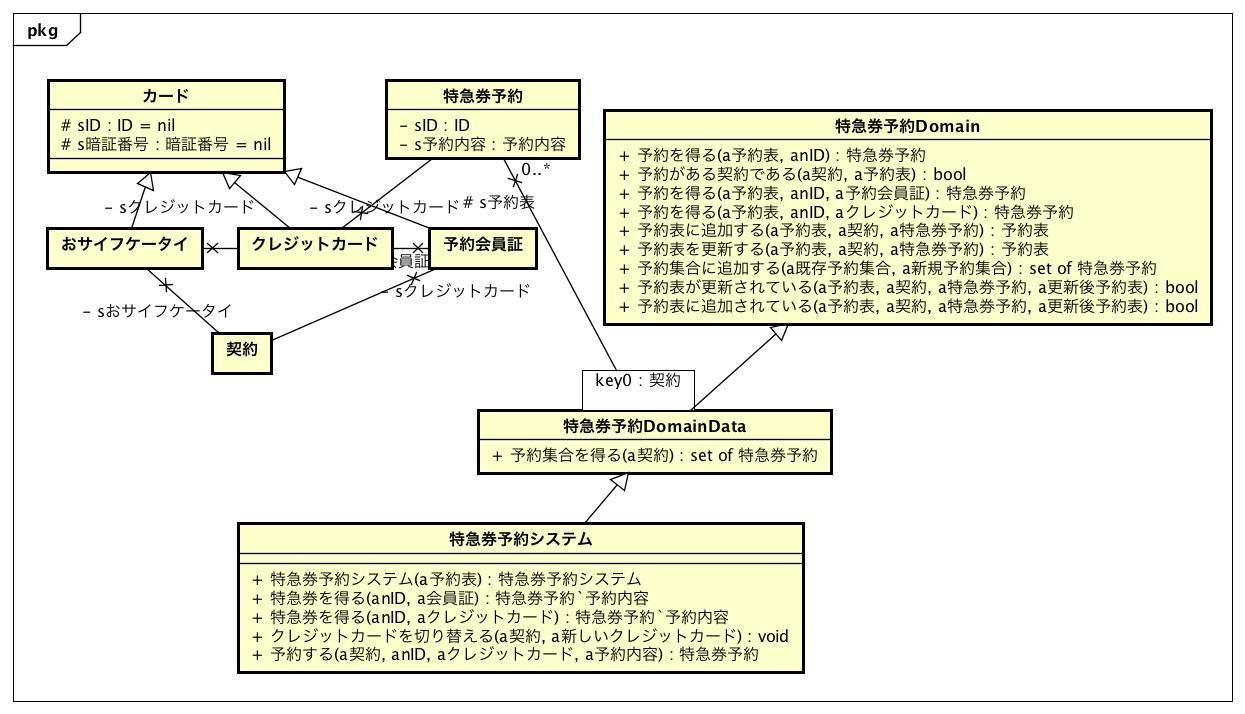 pkg
カード
# sID : ID = nil
# s暗証番号 : 暗証番号 = nil
特急券予約
- sID : ID
- s予約内容 : 予約内容
特急券予約Domain
+ 予約を得る(a予約表, anID) : 特急券予約
+ 予約がある契約である(a契約, a予約表) : bool
+ 予約を得る(a予約表, anID, a予約会員証) : 特急券予約
+ 予約を得る(a予約表, anID, aクレジットカード) : 特急券予約
+ 予約表に追加する(a予約表, a契約, a特急券予約) : 予約表
+ 予約表を更新する(a予約表, a契約, a特急券予約) : 予約表
+ 予約集合に追加する(a既存予約集合, a新規予約集合) : set of 特急券予約
+ 予約表が更新されている(a予約表, a契約, a特急券予約, a更新後予約表) : bool
+ 予約表に追加されている(a予約表, a契約, a特急券予約, a更新後予約表) : bool
0..*
# s予約表
- sクレジットカード
- sクレジットカード
おサイフケータイ
クレジットカード
予約会員証
会員証
- sクレジットカード
- sおサイフケータイ
契約
key0 : 契約
特急券予約DomainData
+ 予約集合を得る(a契約) : set of 特急券予約
特急券予約システム
+ 特急券予約システム(a予約表) : 特急券予約システム
+ 特急券を得る(anID, a会員証) : 特急券予約`予約内容
+ 特急券を得る(anID, aクレジットカード) : 特急券予約`予約内容
+ クレジットカードを切り替える(a契約, a新しいクレジットカード) : void
+ 予約する(a契約, anID, aクレジットカード, a予約内容) : 特急券予約